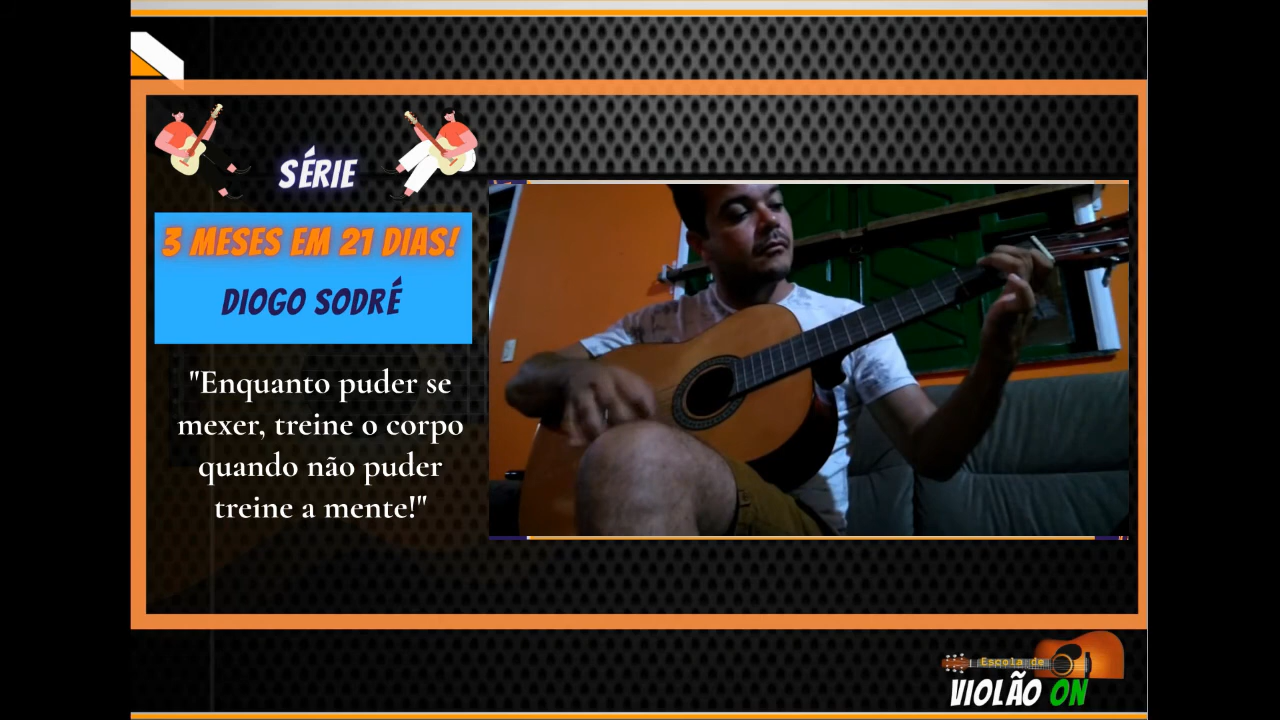 SÉRIE
3 MESES EM 21 DIAS!
DIOGO SODRÉ
"Enquanto puder se
mexer, treine o corpo
quando não puder
treine a mente!"
Escola de
VIOLÃO ON